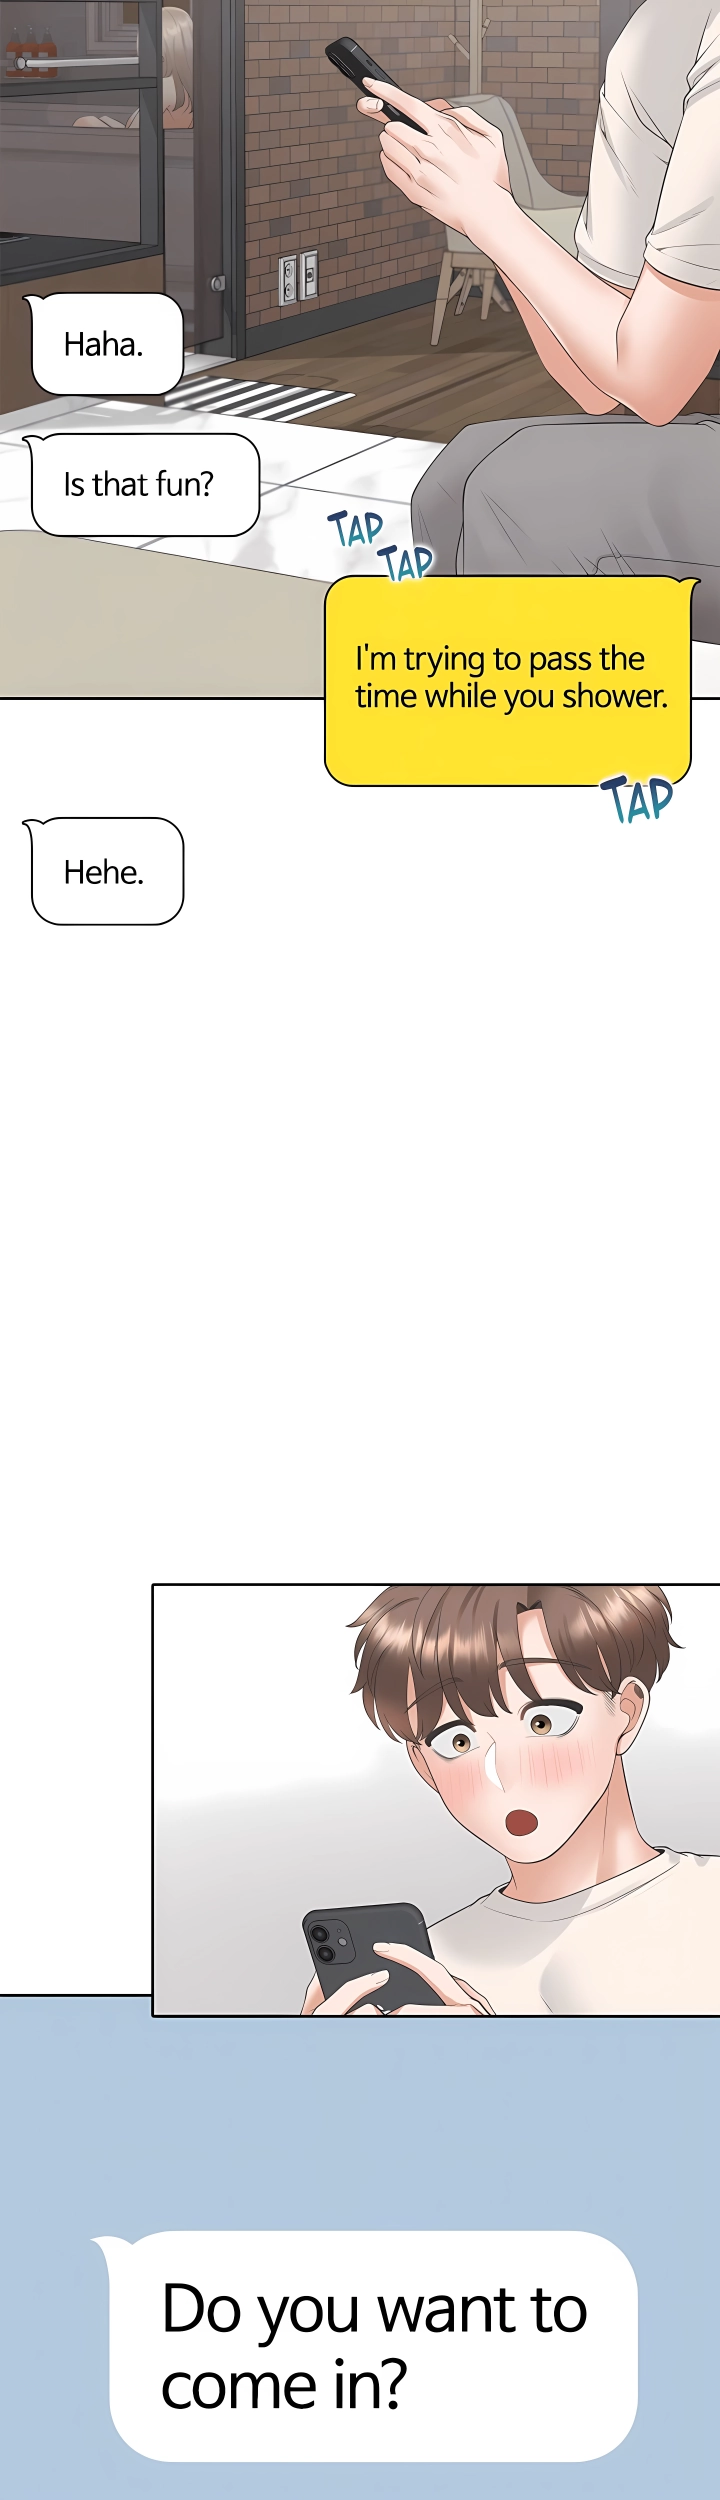 Haha.
Is that fun?
TAP
TAP
I'm trying to pass the
time while you shower.
TAP
Hehe.
Do you want to
come in?